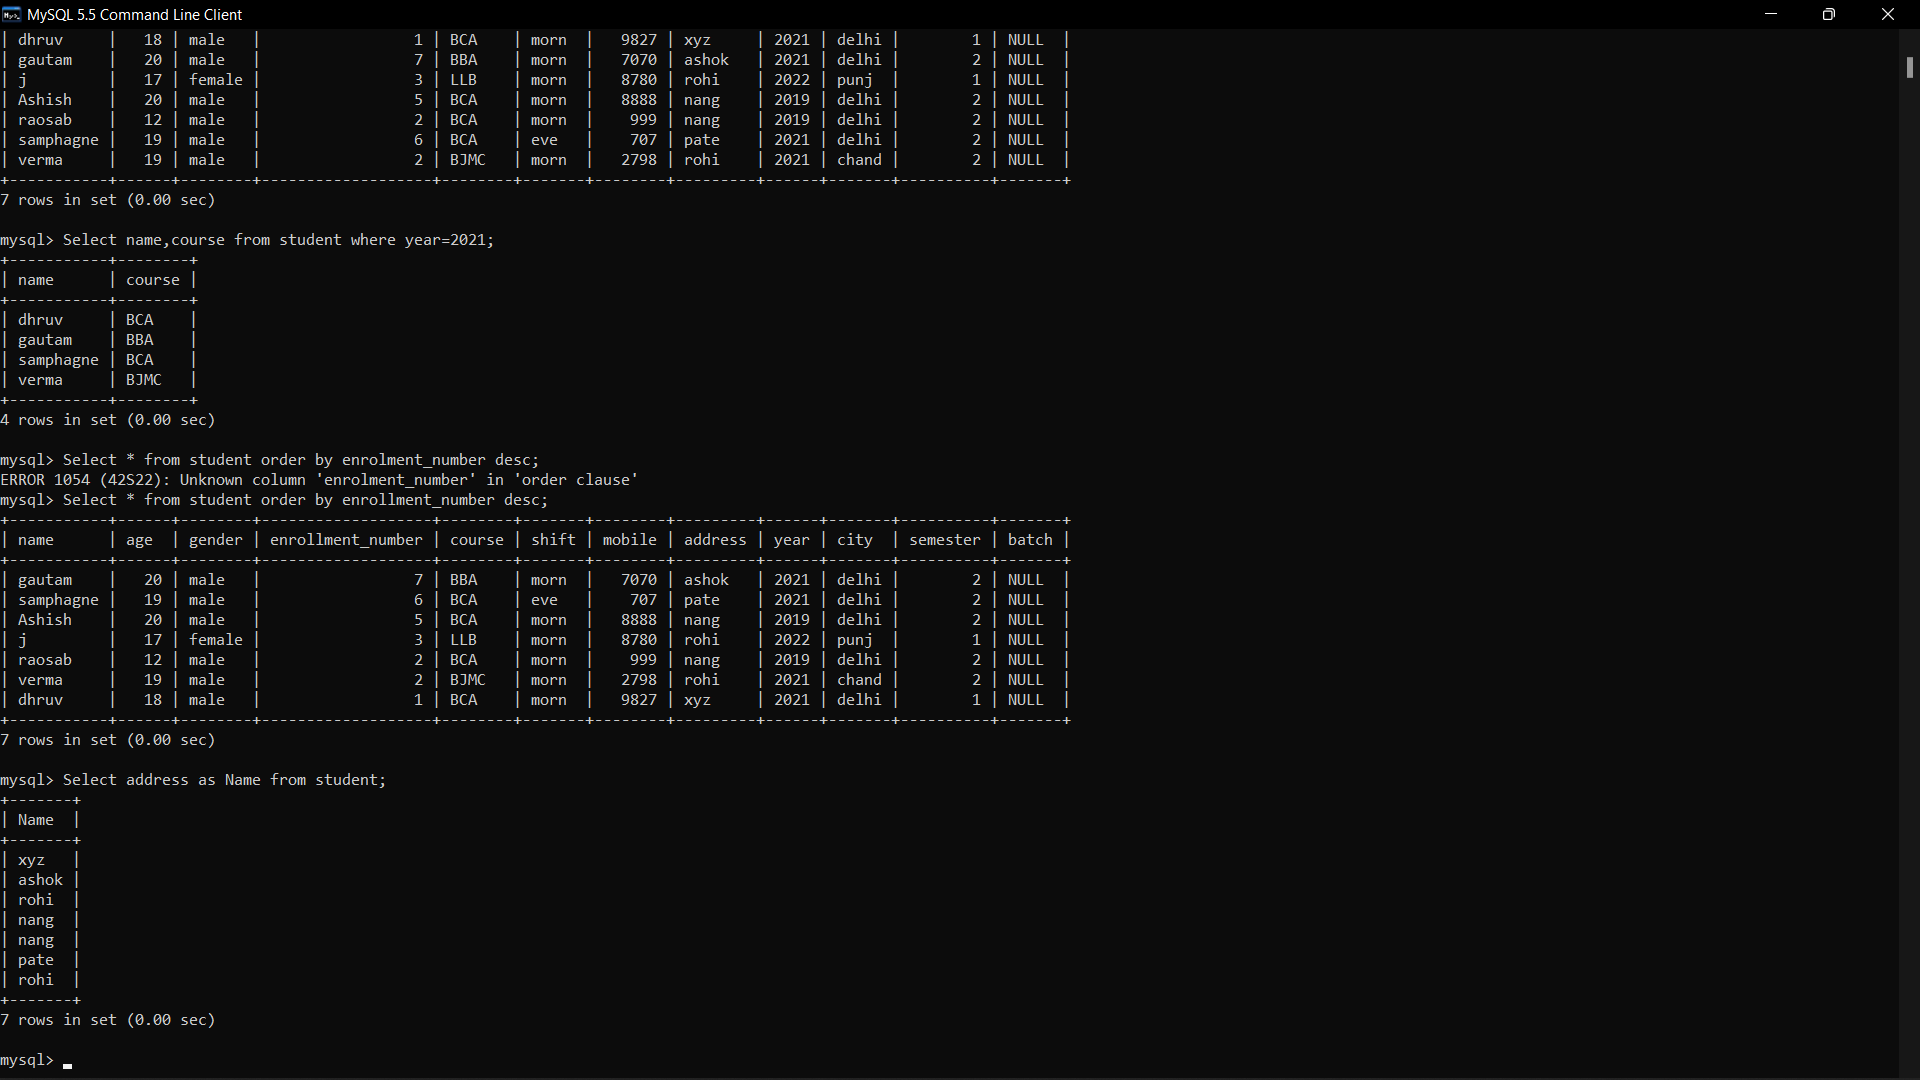 MySQL 5.5 Command Line Client
| dhruv     |   18 | male   |                 1 | BCA    | morn  |   9827 | xyz     | 2021 | delhi |        1 | NULL  |
| gautam    |   20 | male   |                 7 | BBA    | morn  |   7070 | ashok   | 2021 | delhi |        2 | NULL  |
| j         |   17 | female |                 3 | LLB    | morn  |   8780 | rohi    | 2022 | punj  |        1 | NULL  |
| Ashish    |   20 | male   |                 5 | BCA    | morn  |   8888 | nang    | 2019 | delhi |        2 | NULL  |
| raosab    |   12 | male   |                 2 | BCA    | morn  |    999 | nang    | 2019 | delhi |        2 | NULL  |
| samphagne |   19 | male   |                 6 | BCA    | eve   |    707 | pate    | 2021 | delhi |        2 | NULL  |
| verma     |   19 | male   |                 2 | BJMC   | morn  |   2798 | rohi    | 2021 | chand |        2 | NULL  |
+-----------+------+--------+-------------------+--------+-------+--------+---------+------+-------+----------+-------+
7 rows in set (0.00 sec)
mysql> Select name,course from student where year=2021;
+-----------+--------+
| name      | course |
+-----------+--------+
| dhruv     | BCA    |
| gautam    | BBA    |
| samphagne | BCA    |
| verma     | BJMC   |
+-----------+--------+
4 rows in set (0.00 sec)
mysql> Select * from student order by enrolment_number desc;
ERROR 1054 (42S22): Unknown column 'enrolment_number' in 'order clause'
mysql> Select * from student order by enrollment_number desc;
+-----------+------+--------+-------------------+--------+-------+--------+---------+------+-------+----------+-------+
| name      | age  | gender | enrollment_number | course | shift | mobile | address | year | city  | semester | batch |
+-----------+------+--------+-------------------+--------+-------+--------+---------+------+-------+----------+-------+
| gautam    |   20 | male   |                 7 | BBA    | morn  |   7070 | ashok   | 2021 | delhi |        2 | NULL  |
| samphagne |   19 | male   |                 6 | BCA    | eve   |    707 | pate    | 2021 | delhi |        2 | NULL  |
| Ashish    |   20 | male   |                 5 | BCA    | morn  |   8888 | nang    | 2019 | delhi |        2 | NULL  |
| j         |   17 | female |                 3 | LLB    | morn  |   8780 | rohi    | 2022 | punj  |        1 | NULL  |
| raosab    |   12 | male   |                 2 | BCA    | morn  |    999 | nang    | 2019 | delhi |        2 | NULL  |
| verma     |   19 | male   |                 2 | BJMC   | morn  |   2798 | rohi    | 2021 | chand |        2 | NULL  |
| dhruv     |   18 | male   |                 1 | BCA    | morn  |   9827 | xyz     | 2021 | delhi |        1 | NULL  |
+-----------+------+--------+-------------------+--------+-------+--------+---------+------+-------+----------+-------+
7 rows in set (0.00 sec)
mysql> Select address as Name from student;
+-------+
| Name  |
+-------+
| xyz   |
| ashok |
| rohi  |
| nang  |
| nang  |
| pate  |
| rohi  |
+-------+
7 rows in set (0.00 sec)
mysql>